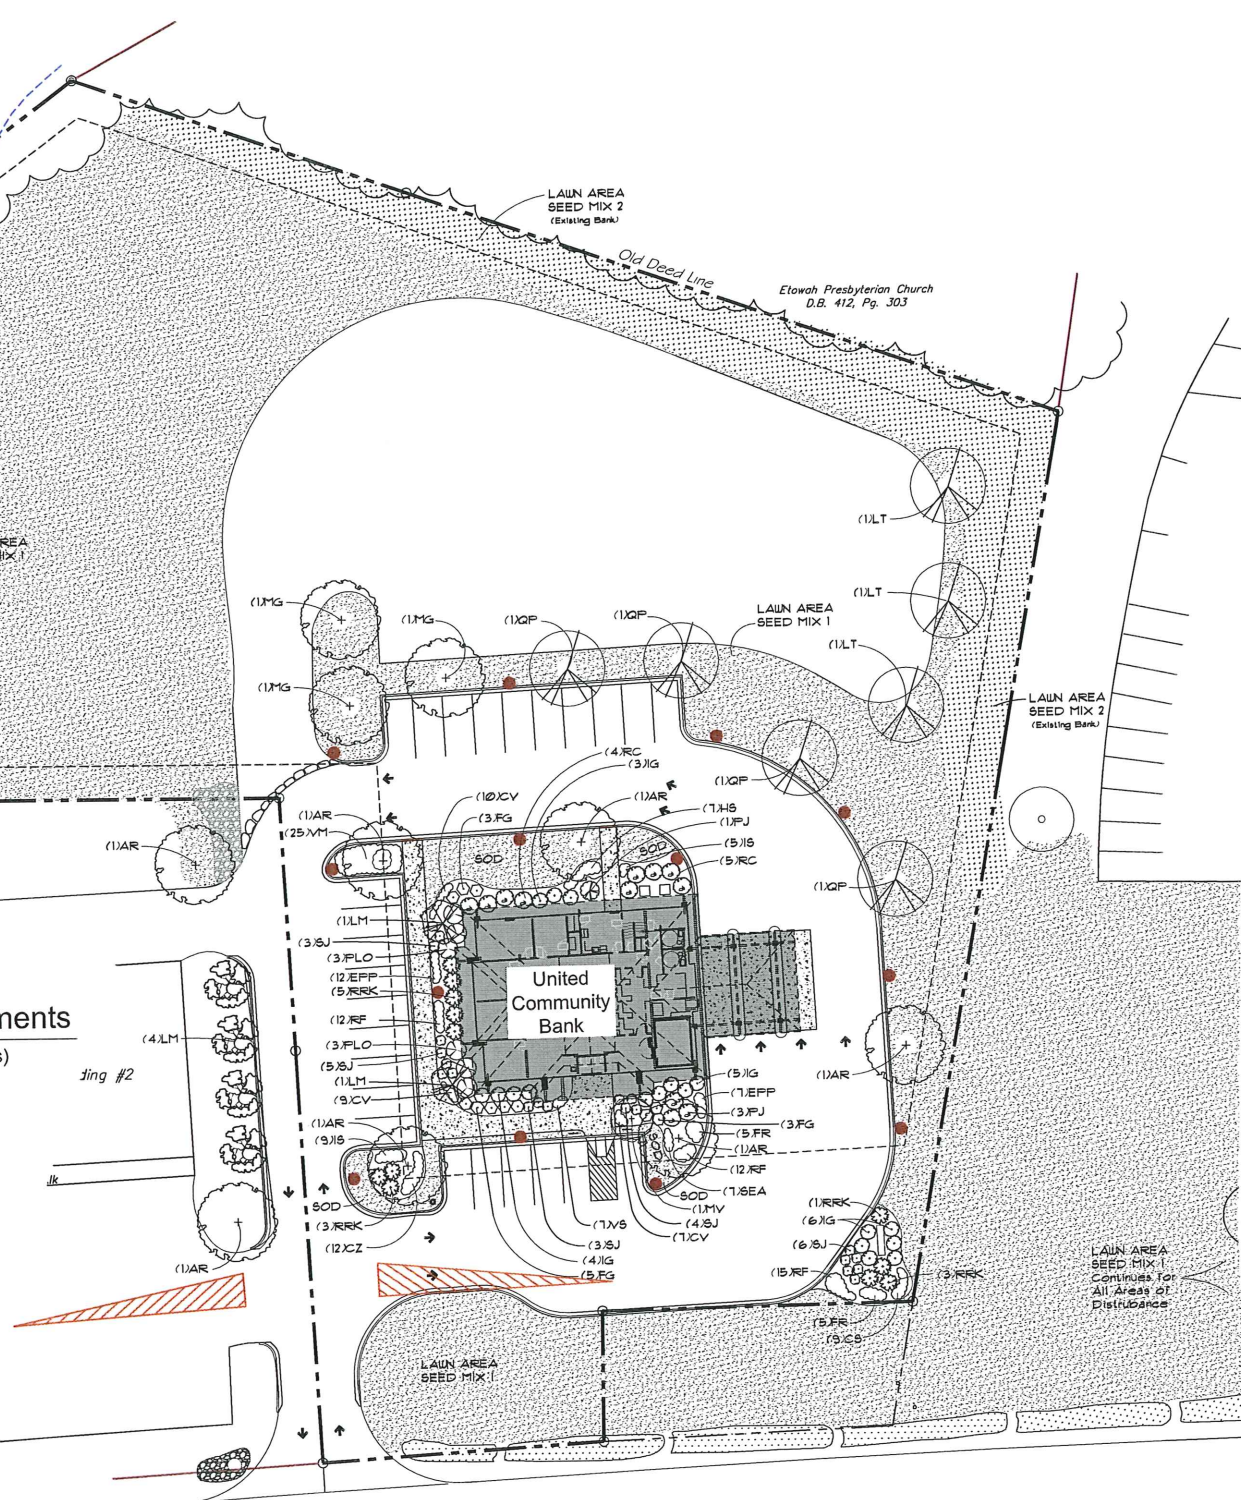 LAWN AREA
SEED MIX 2
(Existing Bank)
Old Deed Line
Etowah Presbyterian Church
D.B. 412, Pg. 303
(1)LT
REA
IX 1
(1)LT
(1)MG
(1)MG
(1)QP
(1)QP
LAWN AREA
SEED MIX 1
(1)LT
(1)MG
LAWN AREA
SEED MIX 2
(Existing Bank)
(4)RC
(3)IG
(1)QP
(10)CV
(1)AR
(7)HS
(1)AR
(3)FG
(1)PJ
(25)VM
(1)AR
(5)IS
SOD
SOD
(5)RC
(1)QP
(1)LM
(3)SJ
(3)PLO
(12)EPP
(5)RRK
United
Community
Bank
ments
s)
(12)RF
(4)LM
(3)PLO
(5)SJ
ding #2
(1)LM
(9)CV
(5)IG
(7)EPP
(1)AR
(3)PJ
(3)FG
(1)AR
(9)IS
(5)FR
(1)AR
SOD
(12)RF
lk
(7)SEA
SOD
SOD
(1)MV
(3)RRK
(7)VS
(4)SJ
(7)CV
(12)CZ
(3)SJ
(4)IG
(5)FG
(1)RRK
(6)IG
(6)SJ
(15)RF
(3)RRK
(1)AR
LAWN AREA
SEED MIX 1
Continues for
All Areas of
Distrubance
(5)FR
(9)CS
LAWN AREA
SEED MIX 1